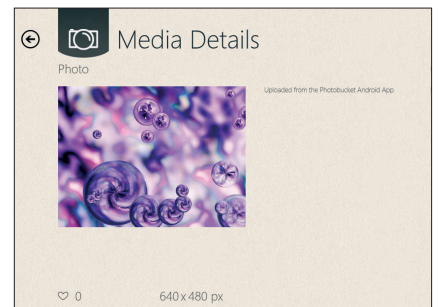 Media Details
Photo
Uploaded from the Photobucket Android App
0
640 x 480 px